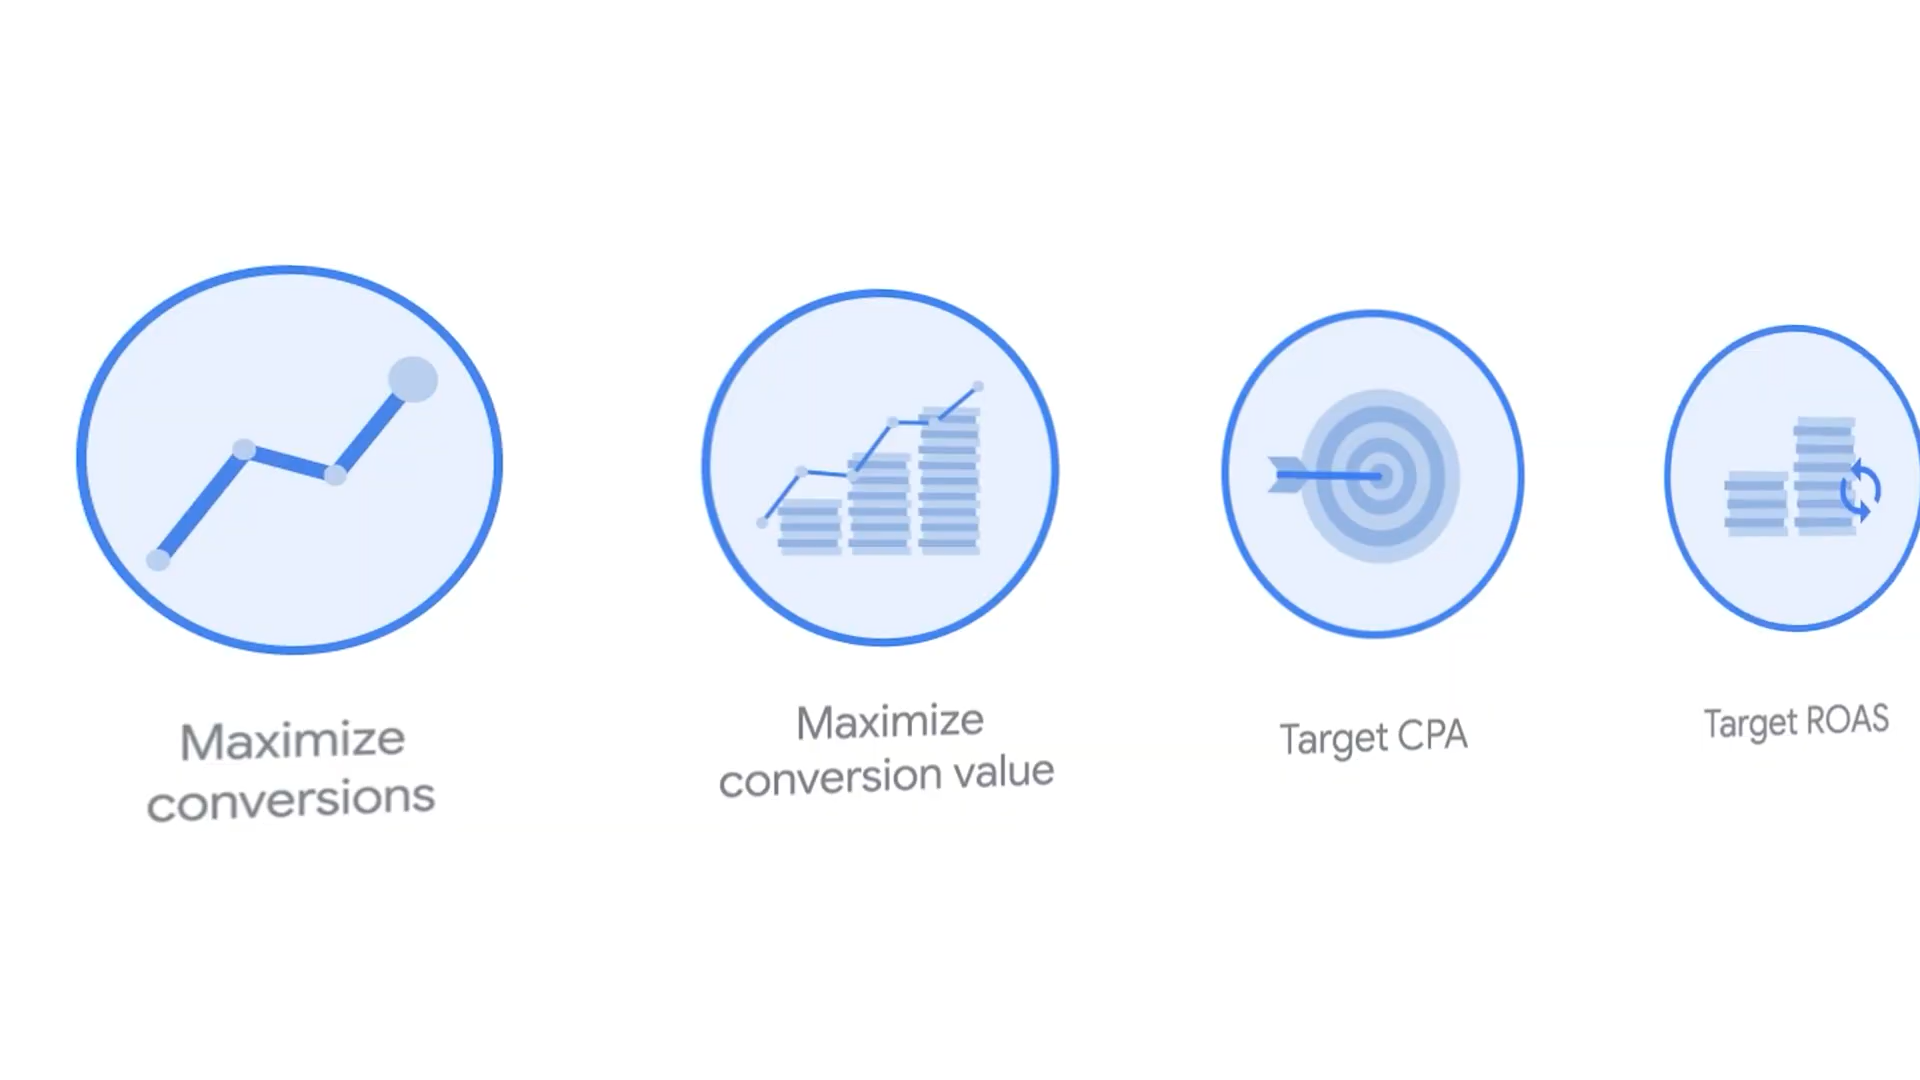 Maximize
conversions
Maximize
conversion value
Target CPA
Target ROAS